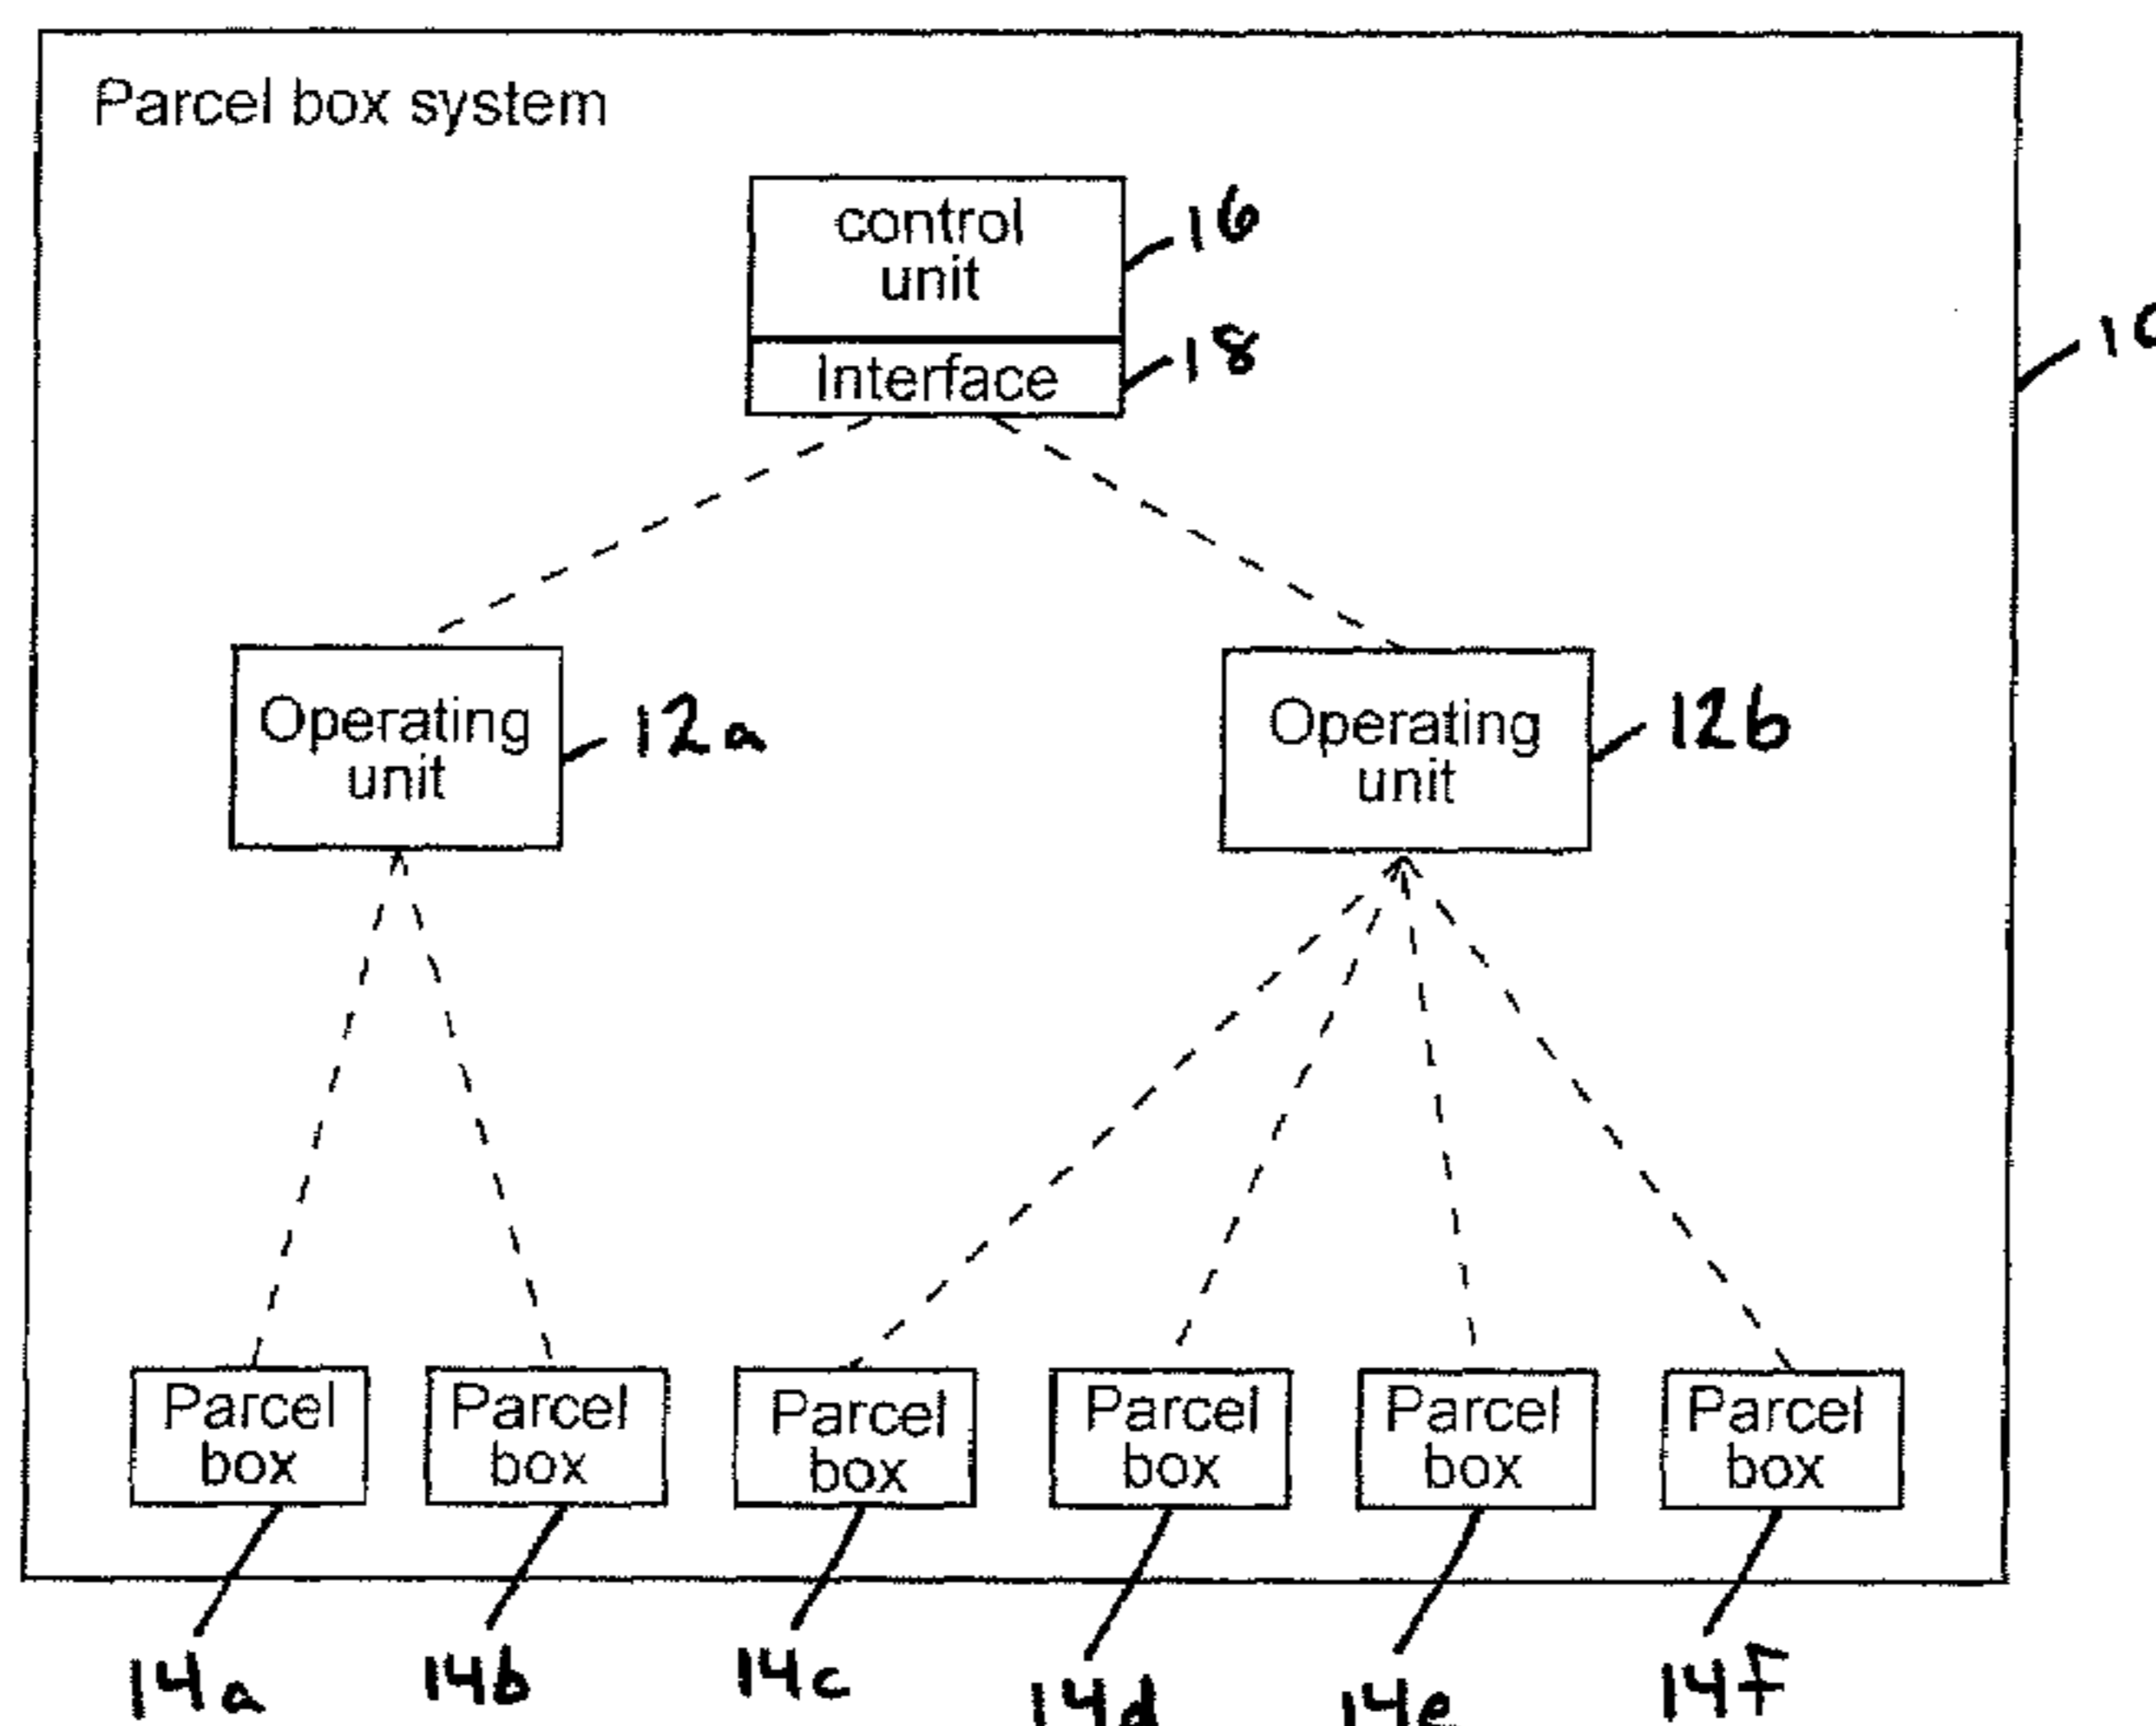 Parcel box system
control
unit
16
Interface
18
10
Operating
unit
12a
Operating
unit
12b
Parcel
box
Parcel
box
Parcel
box
Parcel
box
Parcel
box
Parcel
box
14a
14b
14c
14d
14e
14f